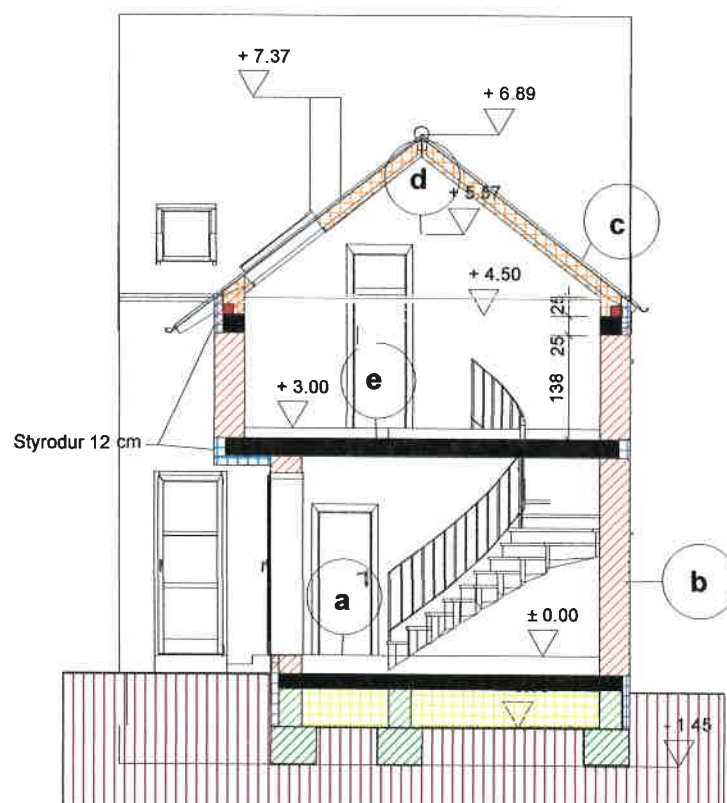 + 7.37
+ 6.89
d
+ 5.57
c
+ 4.50
25
25
138
e
+ 3.00
Styrodur 12 cm
a
b
± 0.00
- 1.45